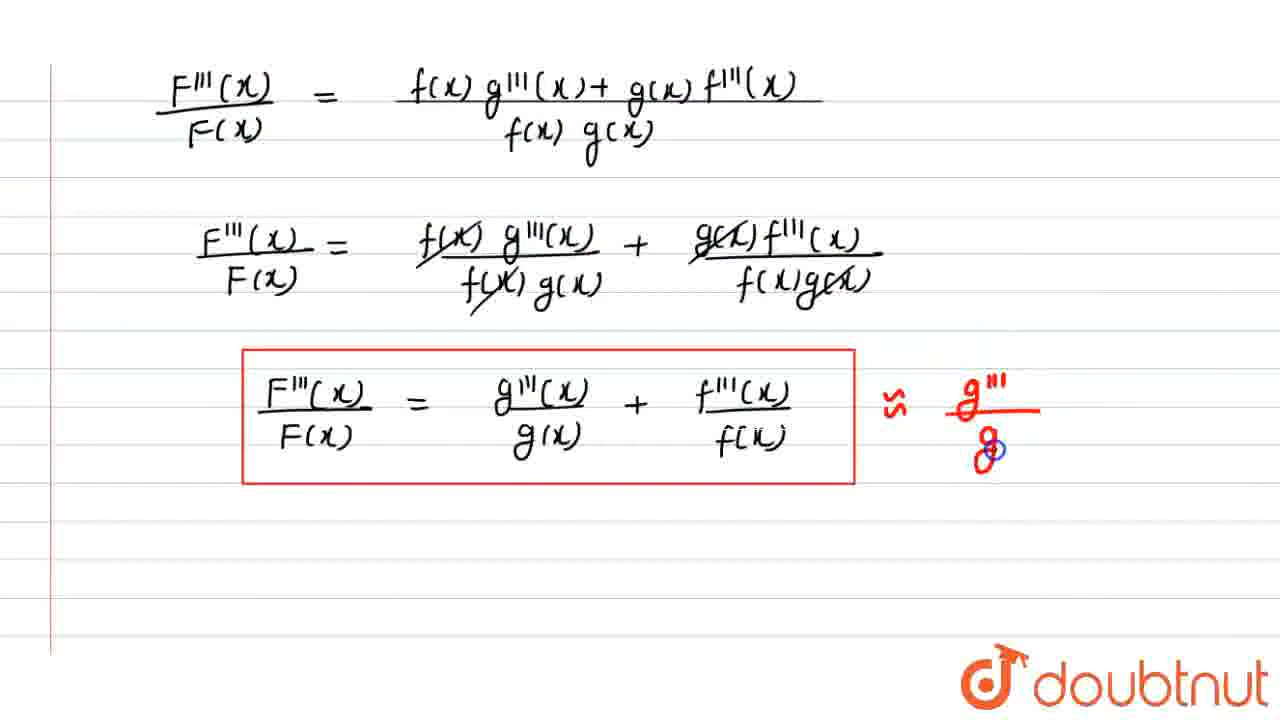 F'''(x)/F(x) = (f(x) g'''(x) + g(x) f'''(x))/(f(x) g(x))
F'''(x)/F(x) = f(x) g'''(x)/(f(x) g(x)) + g(x) f'''(x)/(f(x) g(x))
F'''(x)/F(x) = g'''(x)/g(x) + f'''(x)/f(x) ≈ g'''/g
doubtnut